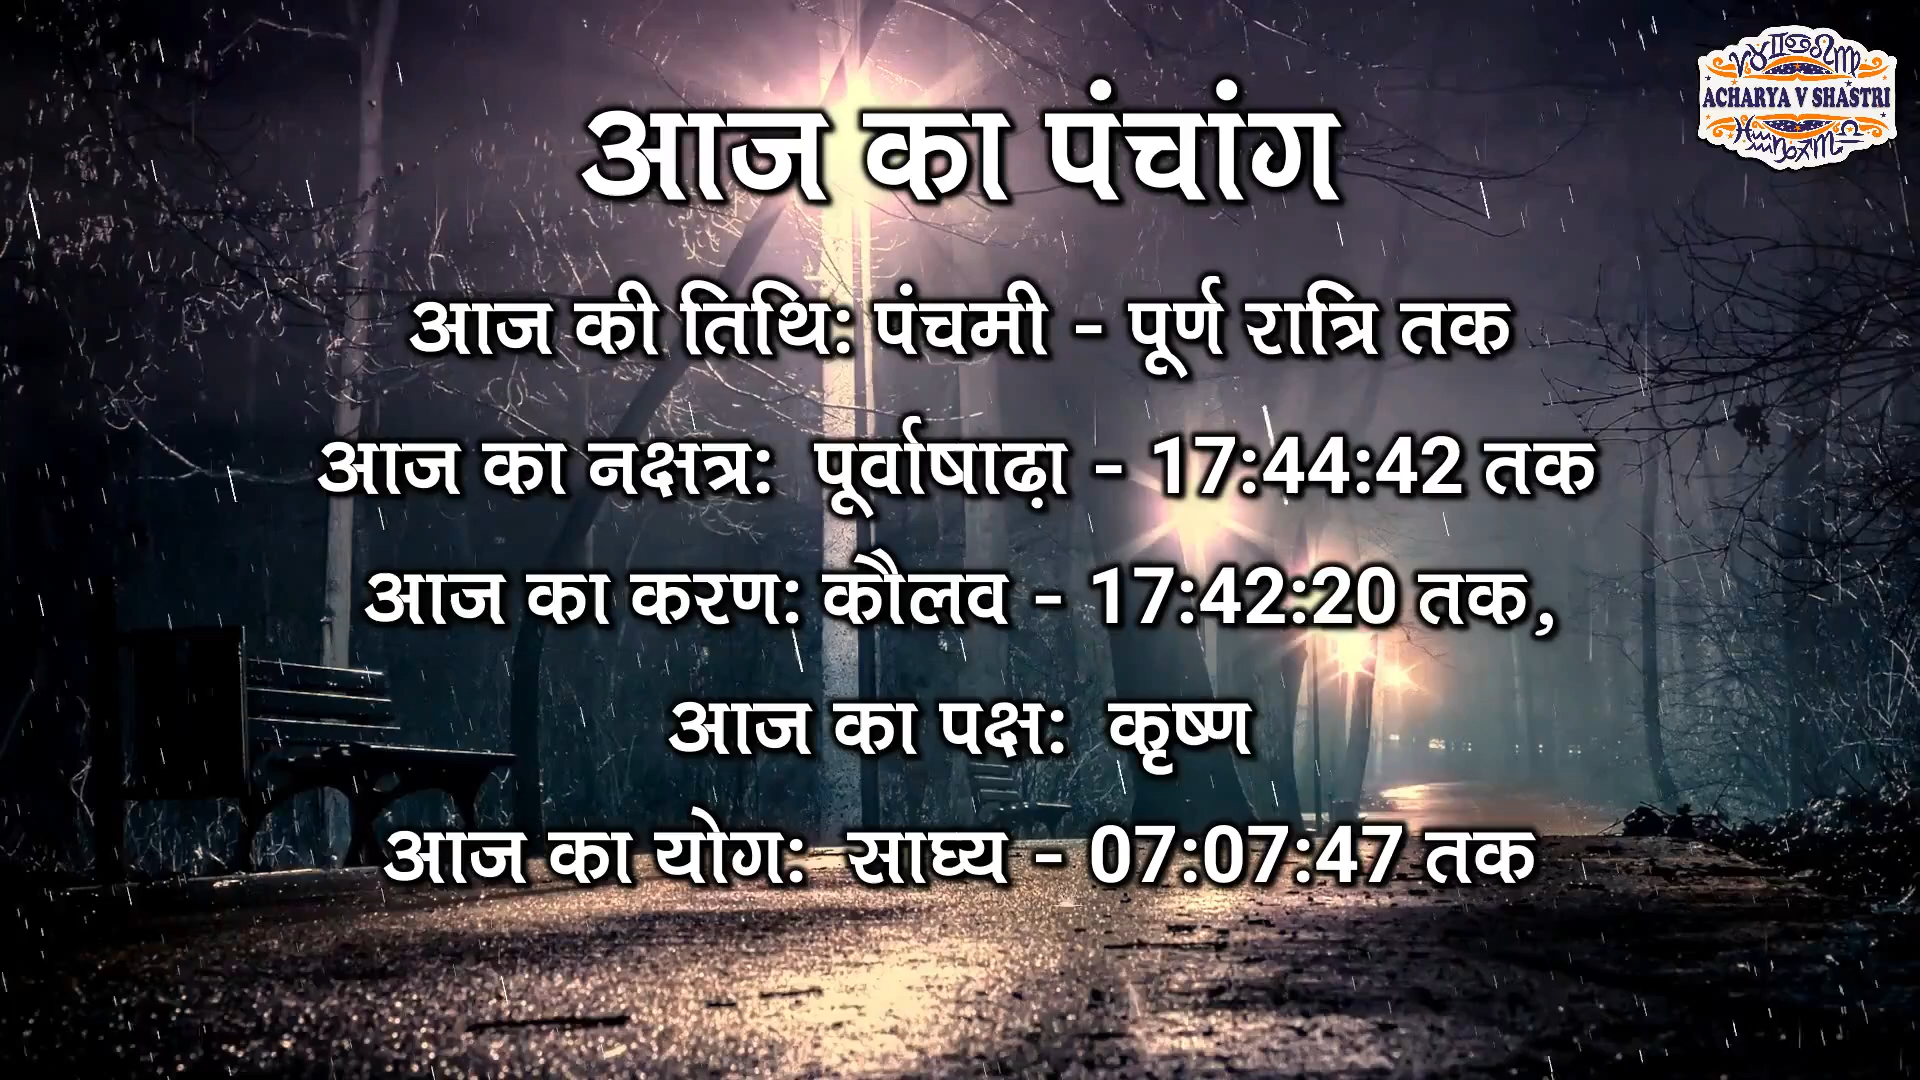 ACHARYA V SHASTRI
आज का पंचांग
आज की तिथि: पंचमी - पूर्ण रात्रि तक
आज का नक्षत्र: पूर्वाषाढ़ा - 17:44:42 तक
आज का करण: कौलव - 17:42:20 तक,
आज का पक्ष: कृष्ण
आज का योग: साघ्य - 07:07:47 तक